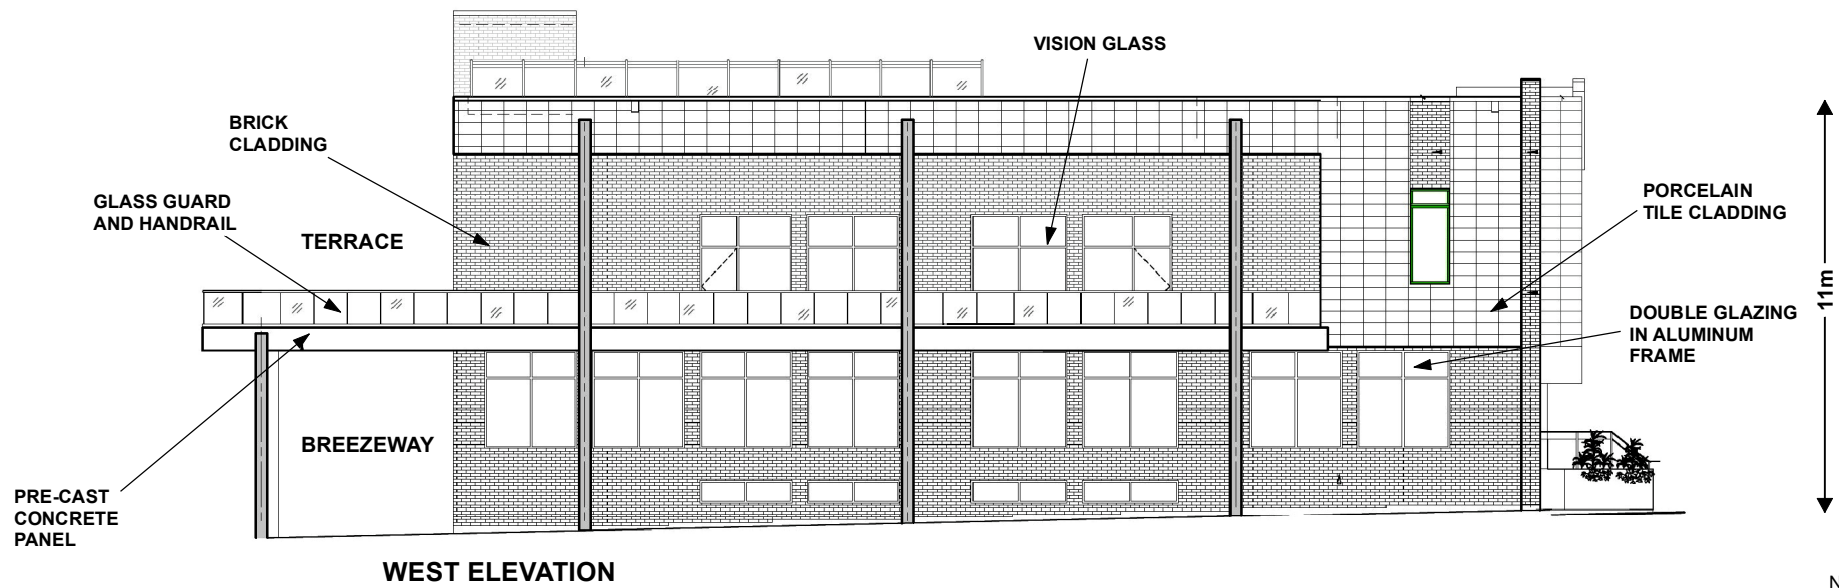 VISION GLASS
BRICK
CLADDING
GLASS GUARD
AND HANDRAIL
TERRACE
PORCELAIN
TILE CLADDING
11m
DOUBLE GLAZING
IN ALUMINUM
FRAME
BREEZEWAY
PRE-CAST
CONCRETE
PANEL
WEST ELEVATION
N